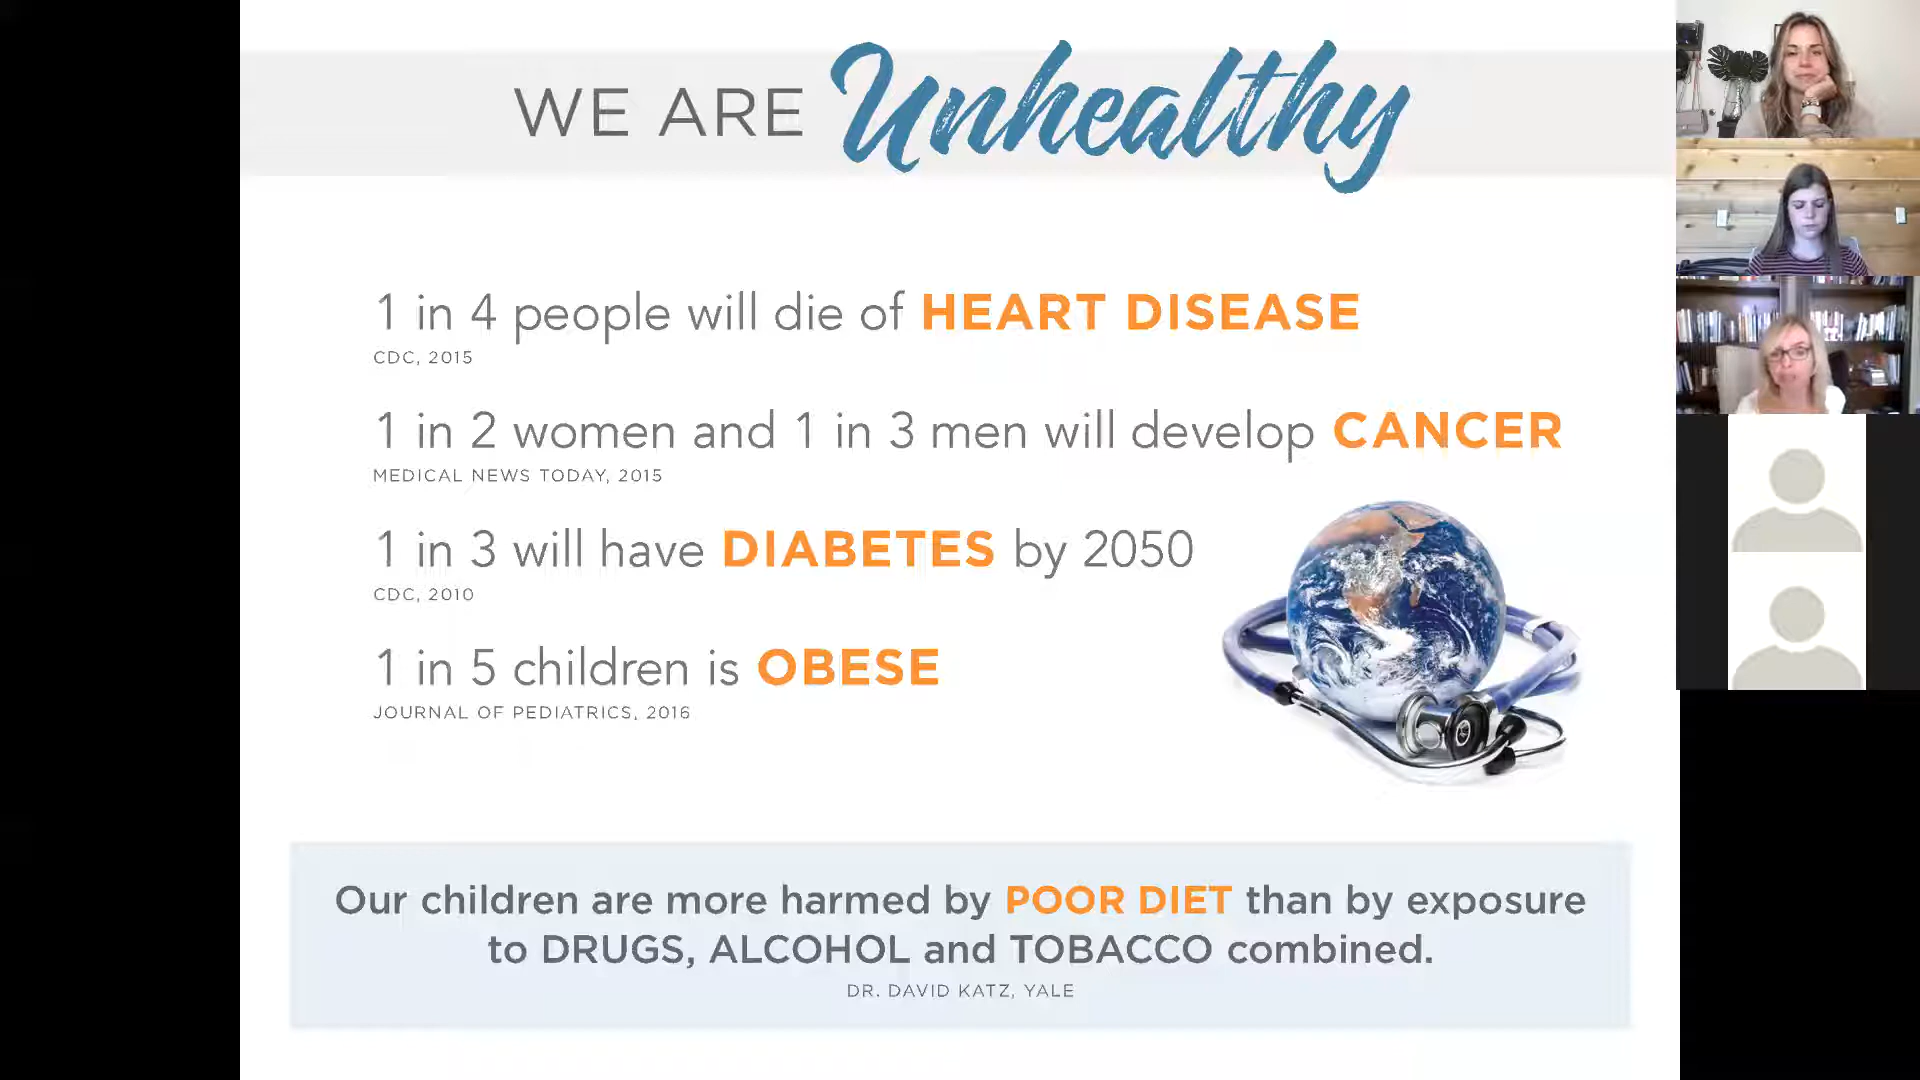 WE ARE Unhealthy
1 in 4 people will die of HEART DISEASE
CDC, 2015
1 in 2 women and 1 in 3 men will develop CANCER
MEDICAL NEWS TODAY, 2015
1 in 3 will have DIABETES by 2050
CDC, 2010
1 in 5 children is OBESE
JOURNAL OF PEDIATRICS, 2016
Our children are more harmed by POOR DIET than by exposure
to DRUGS, ALCOHOL and TOBACCO combined.
DR. DAVID KATZ, YALE